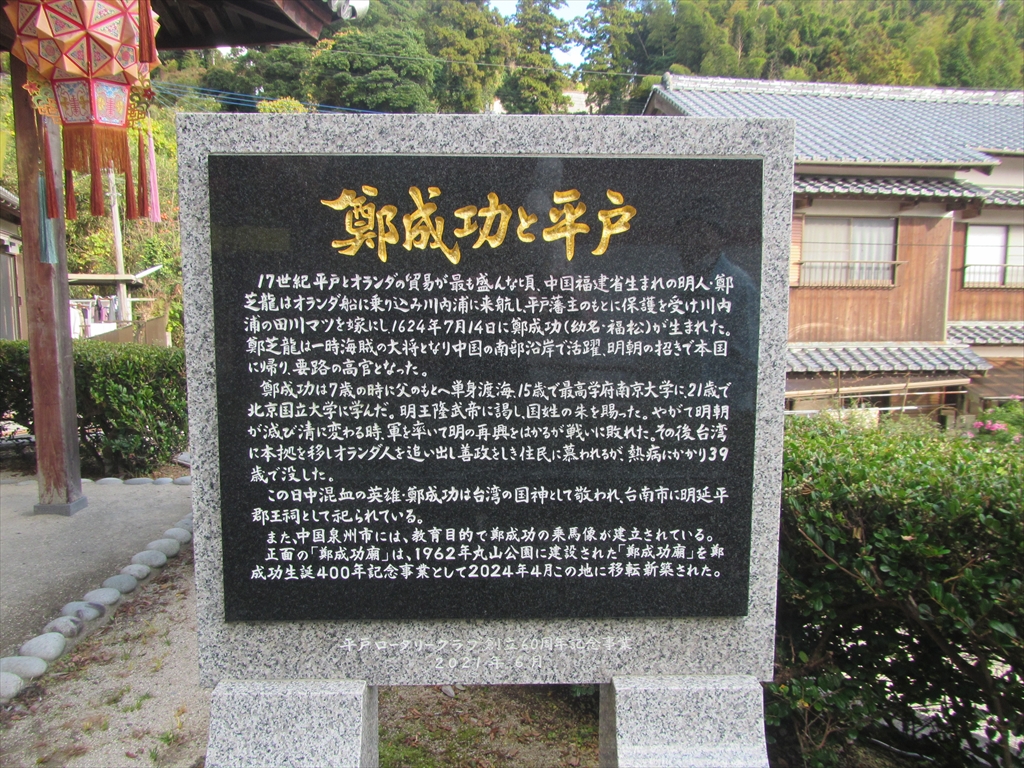 鄭成功と平戸
17世紀平戸とオランダの貿易が最も盛んな頃、中国福建省生まれの明人・鄭
芝龍はオランダ船に乗り込み川内浦に来航し、平戸藩主のもとに保護を受け、川内
浦の田川マツを嫁にし、1624年7月14日に鄭成功(幼名・福松)が生まれた。
鄭芝龍は一時海賊の大将となり中国の南部沿岸で活躍、明朝の招きで本国
に帰り、要路の高官となった。
鄭成功は7歳の時に父のもとへ単身渡海、15歳で最高学府南京大学に、21歳で
北京国立大学に学んだ。明王隆武帝に謁し、国姓の朱を賜った。やがて明朝
が滅び清に変わる時、軍を率いて明の再興をはかるが戦いに敗れた。その後台湾
に本拠を移しオランダ人を追い出し善政をしき住民に慕われるが、熱病にかかり39
歳で没した。
この日中混血の英雄・鄭成功は台湾の国神として敬われ、台南市に明延平
郡王祠として祀られている。
また、中国泉州市には、教育目的で鄭成功の乗馬像が建立されている。
正面の「鄭成功廟」は、1962年丸山公園に建設された「鄭成功廟」を鄭
成功生誕400年記念事業として2024年4月この地に移転新築された。
平戸ロータリークラブ創立60周年記念事業
2021年6月